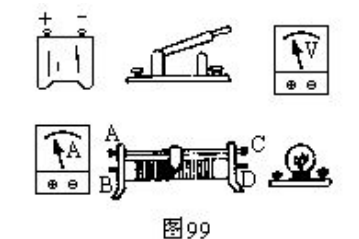 + -
V
⊕ ⊖
A A C
⊕ ⊖ B D
图99